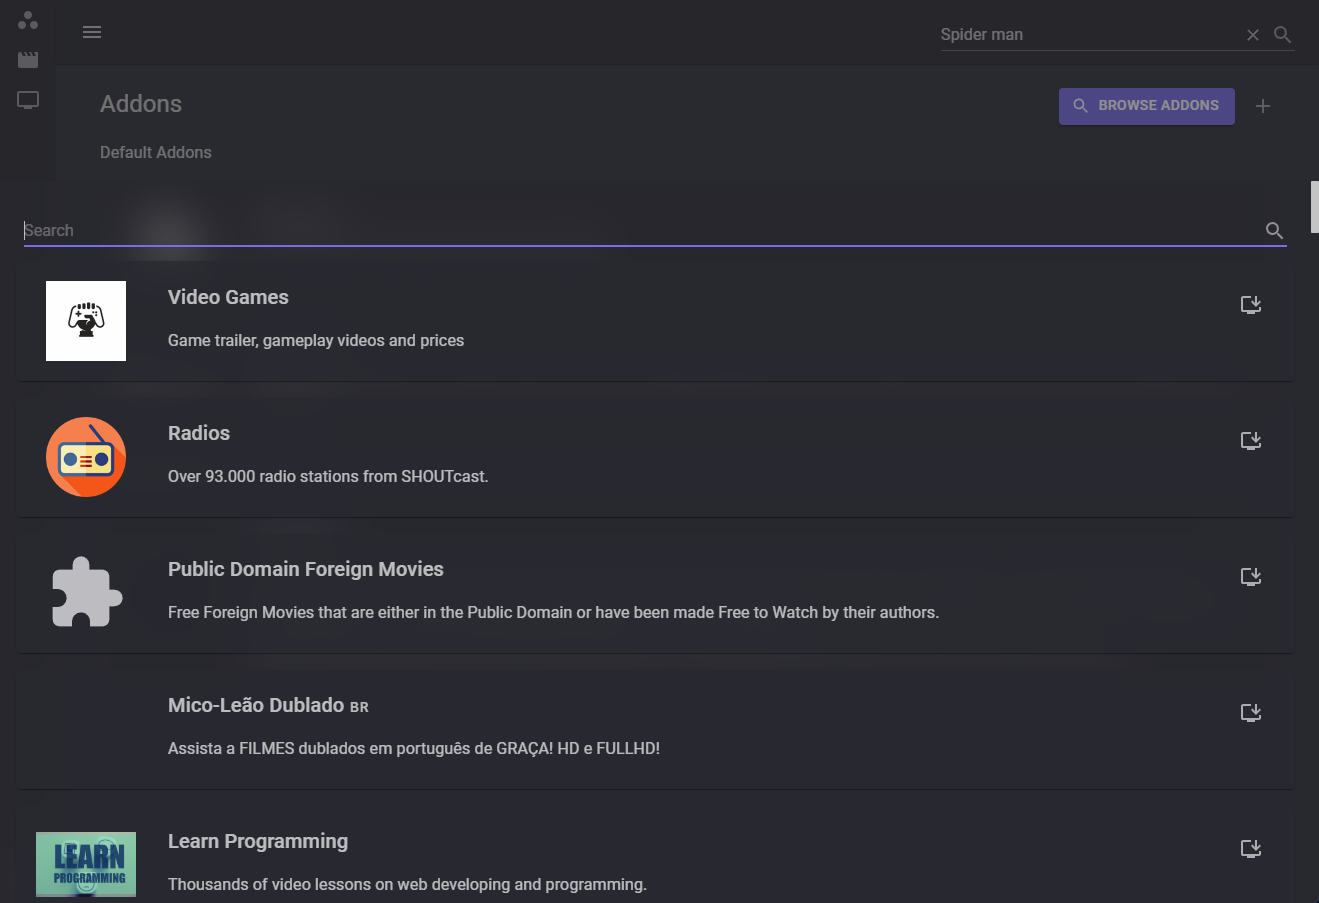 Spider man
Addons
BROWSE ADDONS
Default Addons
Search
Video Games
Game trailer, gameplay videos and prices
Radios
Over 93.000 radio stations from SHOUTcast.
Public Domain Foreign Movies
Free Foreign Movies that are either in the Public Domain or have been made Free to Watch by their authors.
Mico-Leão Dublado BR
Assista a FILMES dublados em português de GRAÇA! HD e FULLHD!
LEARN
PROGRAMMING
Learn Programming
Thousands of video lessons on web developing and programming.